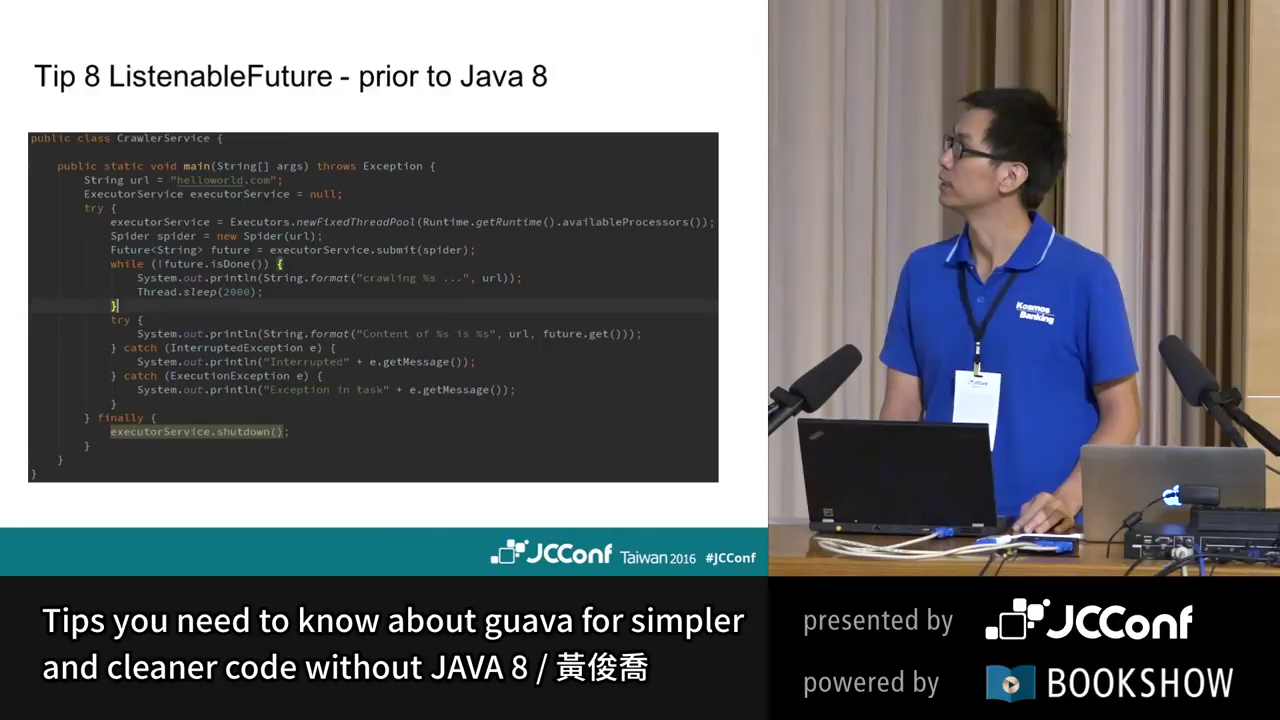 Tip 8 ListenableFuture - prior to Java 8
public class CrawlerService {
public static void main(String[] args) throws Exception {
String url = "helloworld.com";
ExecutorService executorService = null;
try {
executorService = Executors.newFixedThreadPool(Runtime.getRuntime().availableProcessors());
Spider spider = new Spider(url);
Future<String> future = executorService.submit(spider);
while (!future.isDone()) {
System.out.println(String.format("crawling %s ...", url));
Thread.sleep(2000);
}
try {
System.out.println(String.format("Content of %s is %s", url, future.get()));
} catch (InterruptedException e) {
System.out.println("Interrupted" + e.getMessage());
} catch (ExecutionException e) {
System.out.println("Exception in task" + e.getMessage());
}
} finally {
executorService.shutdown();
}
}
}
JCConf Taiwan 2016 #JCConf
Kosmos
Banking
JCConf
Tips you need to know about guava for simpler
and cleaner code without JAVA 8 / 黃俊喬
presented by JCConf
powered by BOOKSHOW